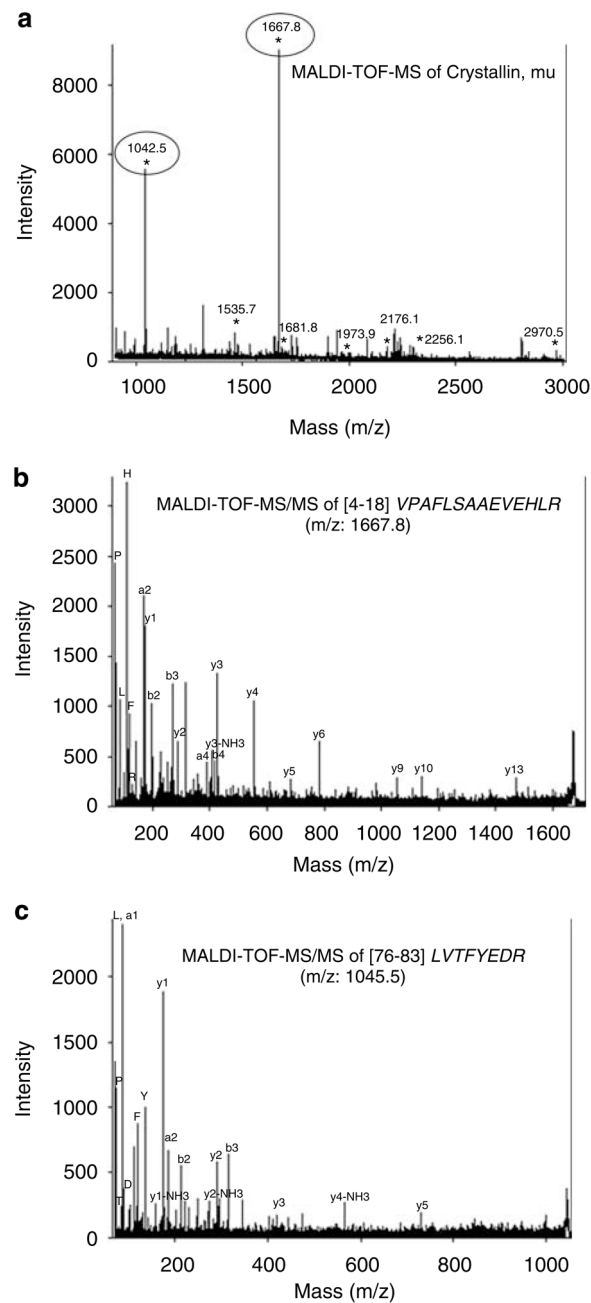 a
1667.8
*
MALDI-TOF-MS of Crystallin, mu
8000
1042.5
*
6000
Intensity
4000
2000
1535.7
*
1681.8
*
1973.9
*
2176.1
*
* 2256.1
2970.5
*
0
1000 1500 2000 2500 3000
Mass (m/z)
b
H
MALDI-TOF-MS/MS of [4-18] VPAFLSAAEVEHLR
(m/z: 1667.8)
3000
P
2500
a2
2000
y1
Intensity
1500
b3
y3
L
b2
y4
1000
F
y2
y3-NH3
y6
a4
b4
500
R
y5
y9
y10
y13
0
200 400 600 800 1000 1200 1400 1600
Mass (m/z)
c
L, a1
MALDI-TOF-MS/MS of [76-83] LVTFYEDR
(m/z: 1045.5)
2000
y1
1500
Intensity
P
Y
1000
F
a2
b2
y2
b3
500
D
T
y1-NH3
y2-NH3
y3
y4-NH3
y5
0
200 400 600 800 1000
Mass (m/z)